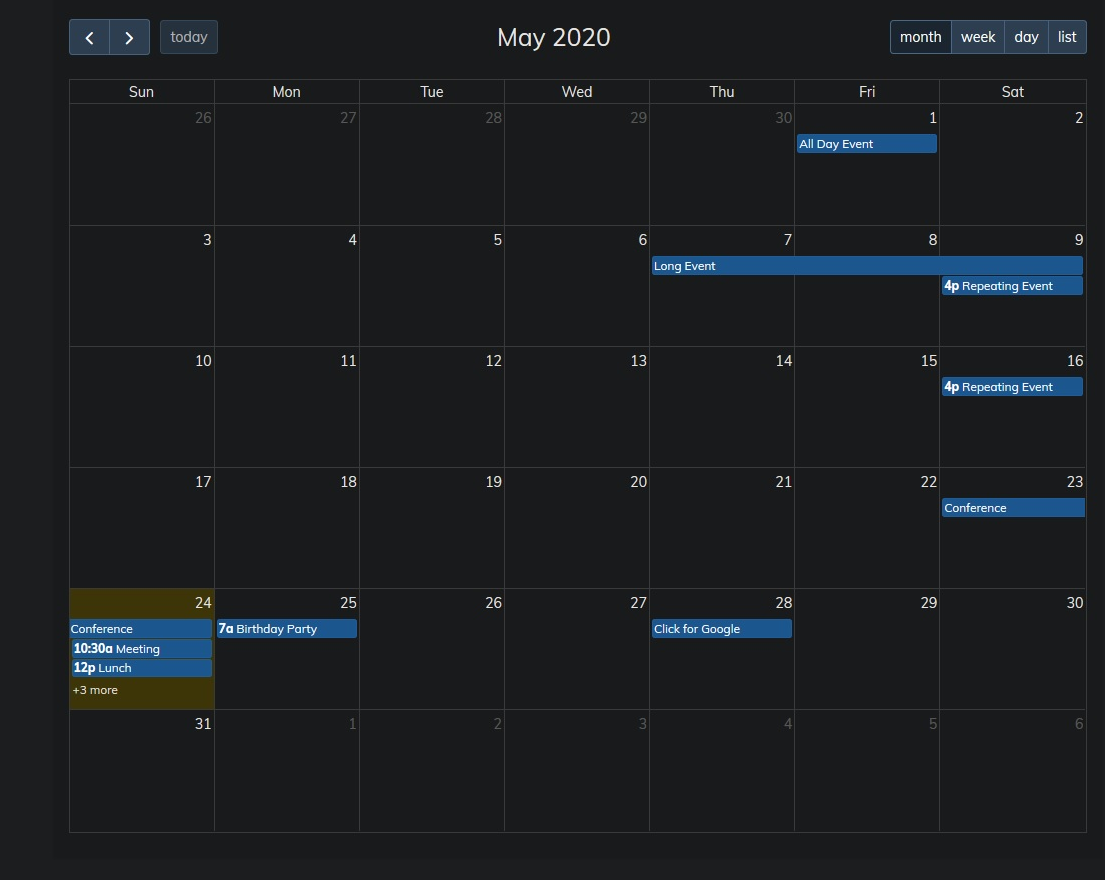 today
May 2020
month week day list
Sun Mon Tue Wed Thu Fri Sat
26 27 28 29 30 1 2
All Day Event
3 4 5 6 7 8 9
Long Event
4p Repeating Event
10 11 12 13 14 15 16
4p Repeating Event
17 18 19 20 21 22 23
Conference
24 25 26 27 28 29 30
Conference 7a Birthday Party Click for Google
10:30a Meeting
12p Lunch
+3 more
31 1 2 3 4 5 6